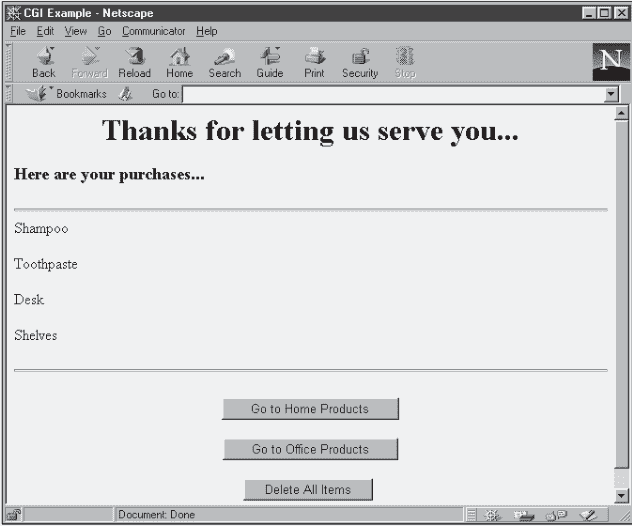 CGI Example - Netscape
File Edit View Go Communicator Help
Back Forward Reload Home Search Guide Print Security Stop
N
Bookmarks Go to:
Thanks for letting us serve you...
Here are your purchases...
Shampoo
Toothpaste
Desk
Shelves
Go to Home Products
Go to Office Products
Delete All Items
Document: Done